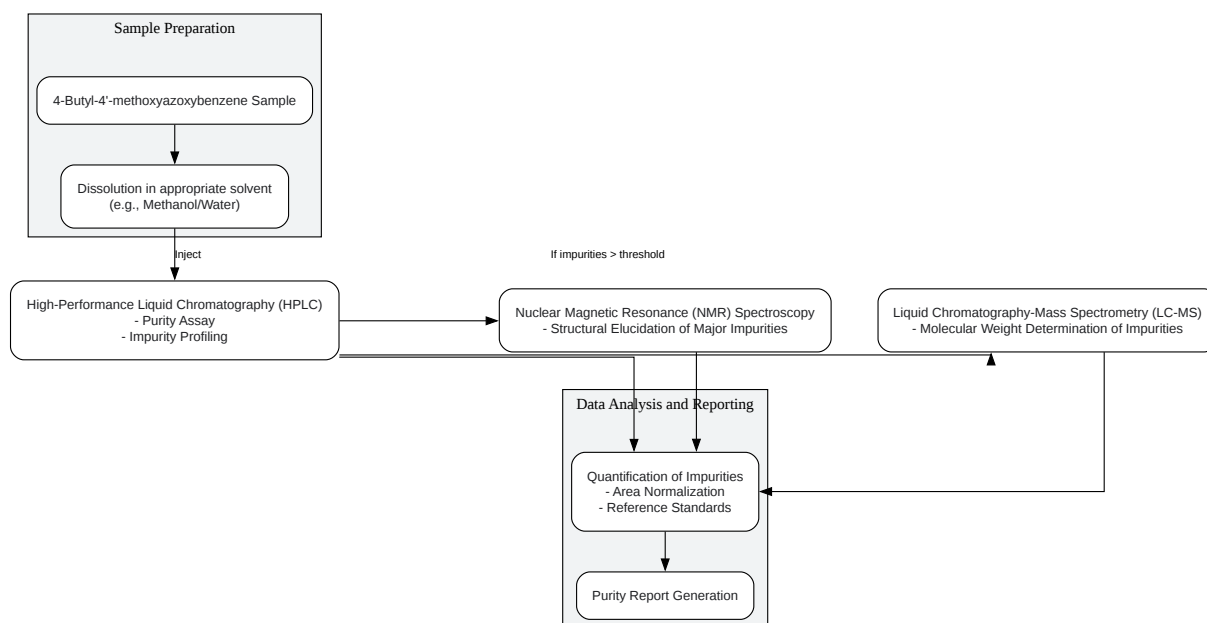 Sample Preparation
4-Butyl-4'-methoxyazoxybenzene Sample
Dissolution in appropriate solvent
(e.g., Methanol/Water)
Inject
If impurities > threshold
High-Performance Liquid Chromatography (HPLC)
- Purity Assay
- Impurity Profiling
Nuclear Magnetic Resonance (NMR) Spectroscopy
- Structural Elucidation of Major Impurities
Liquid Chromatography-Mass Spectrometry (LC-MS)
- Molecular Weight Determination of Impurities
Data Analysis and Reporting
Quantification of Impurities
- Area Normalization
- Reference Standards
Purity Report Generation